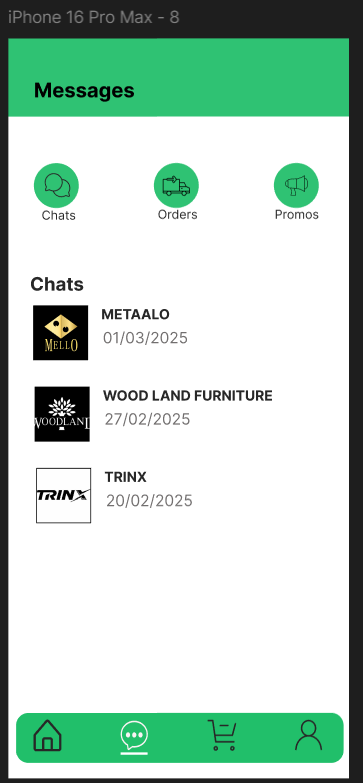 iPhone 16 Pro Max - 8
Messages
Chats
Orders
Promos
Chats
MELLO
METAALO
01/03/2025
WOODLAND
WOOD LAND FURNITURE
27/02/2025
TRINX
TRINX
20/02/2025